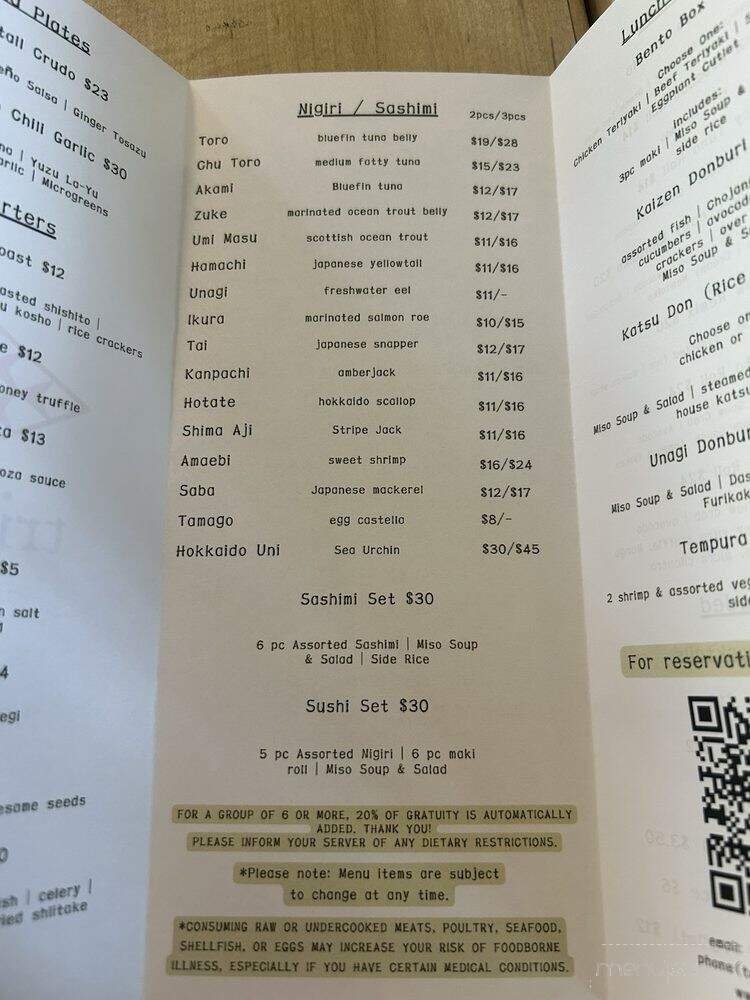 Plates
Crudo $23
Salsa | Ginger Tosazu
Chili Garlic $30
| Yuzu La-Yu
| Microgreens
$12
shishito |
kosho | rice crackers
$12
truffle
$13
sauce
$5
salt
4
sesame seeds
| celery |
shiitake
Nigiri / Sashimi 2pcs/3pcs
Toro bluefin tuna belly $19/$28
Chu Toro medium fatty tuna $15/$23
Akami Bluefin tuna $12/$17
Zuke marinated ocean trout belly $12/$17
Umi Masu scottish ocean trout $11/$16
Hamachi japanese yellowtail $11/$16
Unagi freshwater eel $11/-
Ikura marinated salmon roe $10/$15
Tai japanese snapper $12/$17
Kanpachi amberjack $11/$16
Hotate hokkaido scallop $11/$16
Shima Aji Stripe Jack $11/$16
Amaebi sweet shrimp $16/$24
Saba Japanese mackerel $12/$17
Tamago egg castella $8/-
Hokkaido Uni Sea Urchin $30/$45
Sashimi Set $30
6 pc Assorted Sashimi | Miso Soup
& Salad | Side Rice
Sushi Set $30
5 pc Assorted Nigiri | 6 pc maki
roll | Miso Soup & Salad
FOR A GROUP OF 6 OR MORE, 20% OF GRATUITY IS AUTOMATICALLY
ADDED. THANK YOU!
PLEASE INFORM YOUR SERVER OF ANY DIETARY RESTRICTIONS.
*Please note: Menu items are subject
to change at any time.
*CONSUMING RAW OR UNDERCOOKED MEATS, POULTRY, SEAFOOD,
SHELLFISH, OR EGGS MAY INCREASE YOUR RISK OF FOODBORNE
ILLNESS, ESPECIALLY IF YOU HAVE CERTAIN MEDICAL CONDITIONS.
Lunch
Bento Box
Choose One:
Chicken Teriyaki | Beef Teriyaki |
Eggplant Cutlet
includes:
3pc maki | Miso Soup &
side rice
Kaizen Donburi
assorted fish |
cucumbers |
crackers |
Miso Soup &
Katsu Don (Rice
Choose
chicken or
Miso Soup & Salad | steamed
house
Unagi
Miso Soup & Salad |
Tempura
2 shrimp & assorted
For
email: